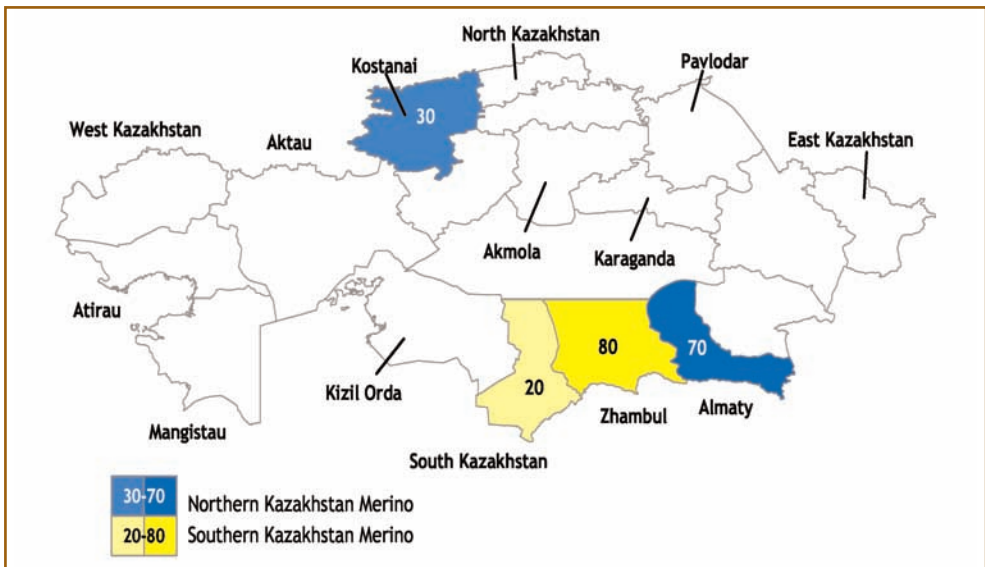 North Kazakhstan
Kostanai
Pavlodar
30
West Kazakhstan
Aktau
East Kazakhstan
Akmola
Karaganda
Atirau
80
70
20
Kizil Orda
Zhambul
Almaty
Mangistau
South Kazakhstan
30-70 Northern Kazakhstan Merino
20-80 Southern Kazakhstan Merino